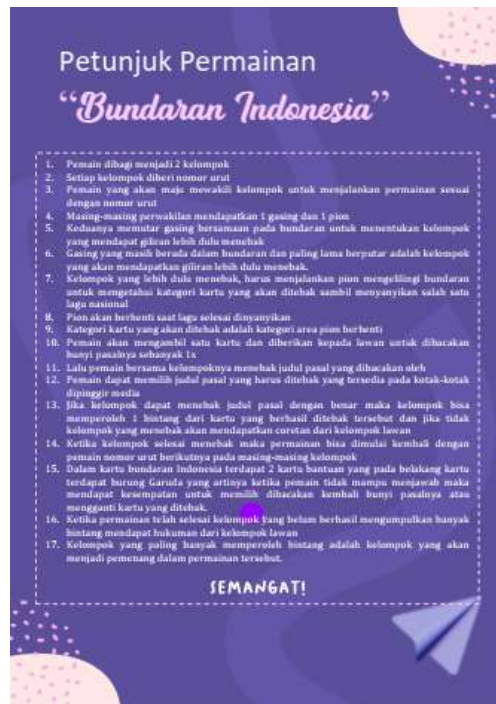 Petunjuk Permainan
“Bundaran Indonesia”
1. Pemain dibagi menjadi 2 kelompok
2. Setiap kelompok diberi nomor urut
3. Pemain yang akan maju mewakili kelompok untuk menjalankan permainan sesuai
dengan nomor urut
4. Masing-masing perwakilan mendapatkan 1 gasing dan 1 pion
5. Keduanya memutar gasing bersamaan pada bundaran untuk menentukan kelompok
yang mendapat giliran lebih dulu menebak
6. Gasing yang masih berada dalam bundaran dan paling lama berputar adalah kelompok
yang akan mendapatkan giliran lebih dulu menebak.
7. Kelompok yang lebih dulu menebak, harus menjalankan pion mengelilingi bundaran
untuk mengetahui kategori kartu yang akan ditebak sambil menyanyikan salah satu
lagu nasional
8. Pion akan berhenti saat lagu selesai dinyanyikan
9. Kategori kartu yang akan ditebak adalah kategori area pion berhenti
10. Pemain akan mengambil satu kartu dan diberikan kepada lawan untuk dibacakan
bunyi pasalnya sebanyak 1x
11. Lalu pemain bersama kelompoknya menebak judul pasal yang dibacakan oleh
12. Pemain dapat memilih judul pasal yang harus ditebak yang tersedia pada kotak-kotak
dipinggir media
13. Jika kelompok dapat menebak judul pasal dengan benar maka kelompok bisa
memperoleh 1 bintang dari kartu yang berhasil ditebak tersebut dan jika tidak
kelompok yang menebak akan mendapatkan coretan dari kelompok lawan
14. Ketika kelompok selesai menebak maka permainan bisa dimulai kembali dengan
pemain nomor urut berikutnya pada masing-masing kelompok
15. Dalam kartu bundaran Indonesia terdapat 2 kartu bantuan yang pada belakang kartu
terdapat burung Garuda yang artinya ketika pemain tidak mampu menjawab maka
mendapat kesempatan untuk memilih dibacakan kembali bunyi pasalnya atau
mengganti kartu yang ditebak.
16. Ketika permainan telah selesai kelompok yang belum berhasil mengumpulkan banyak
bintang mendapat hukuman dari kelompok lawan
17. Kelompok yang paling banyak memperoleh bintang adalah kelompok yang akan
menjadi pemenang dalam permainan tersebut.
SEMANGAT!